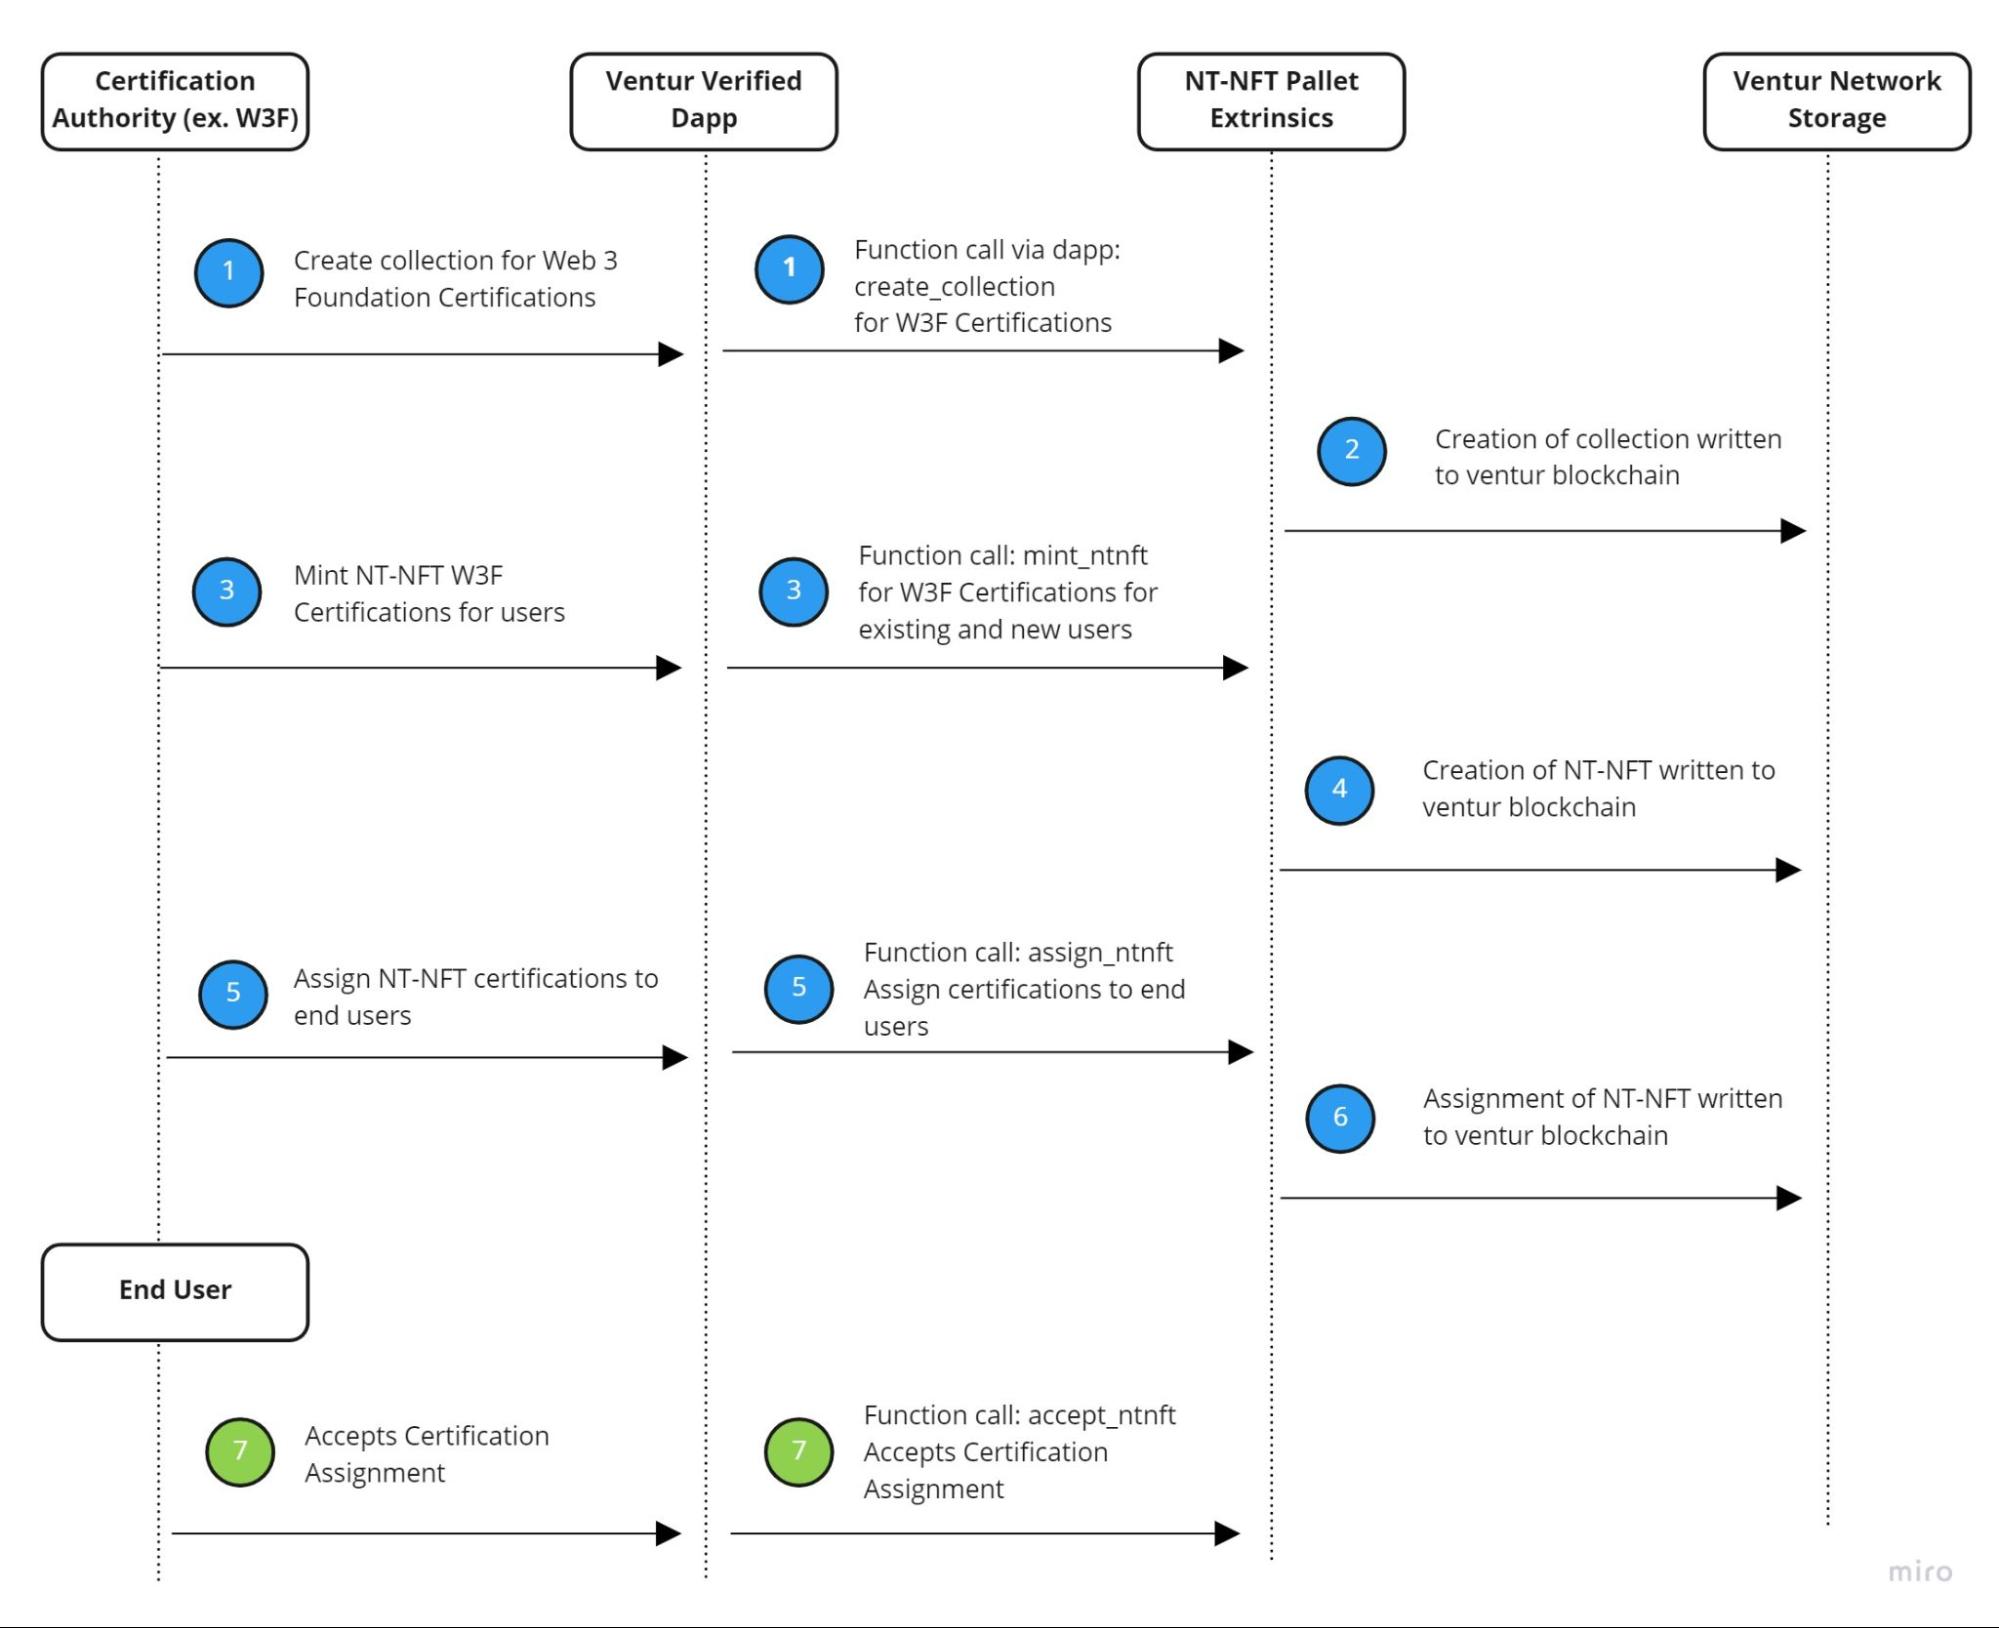 Certification
Authority (ex. W3F)
Ventur Verified
Dapp
NT-NFT Pallet
Extrinsics
Ventur Network
Storage
1
Create collection for Web 3
Foundation Certifications
1
Function call via dapp:
create_collection
for W3F Certifications
2
Creation of collection written
to ventur blockchain
3
Mint NT-NFT W3F
Certifications for users
3
Function call: mint_ntnft
for W3F Certifications for
existing and new users
4
Creation of NT-NFT written to
ventur blockchain
5
Assign NT-NFT certifications to
end users
5
Function call: assign_ntnft
Assign certifications to end
users
6
Assignment of NT-NFT written
to ventur blockchain
End User
7
Accepts Certification
Assignment
7
Function call: accept_ntnft
Accepts Certification
Assignment
miro